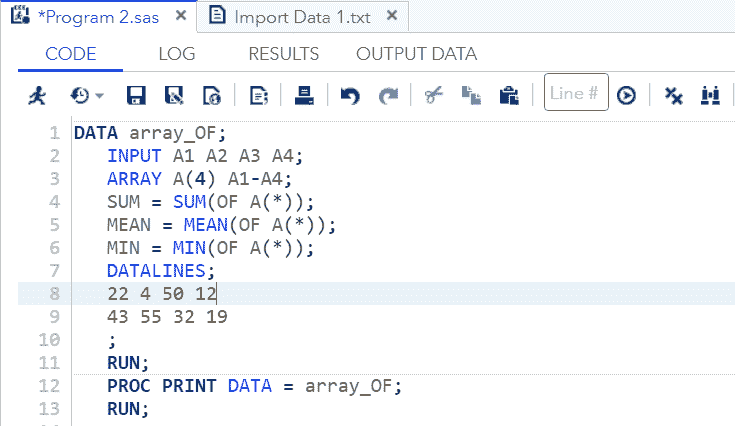 *Program 2.sas × Import Data 1.txt ×
CODE LOG RESULTS OUTPUT DATA
Line #
1 DATA array_OF;
2 INPUT A1 A2 A3 A4;
3 ARRAY A(4) A1-A4;
4 SUM = SUM(OF A(*));
5 MEAN = MEAN(OF A(*));
6 MIN = MIN(OF A(*));
7 DATALINES;
8 22 4 50 12
9 43 55 32 19
10 ;
11 RUN;
12 PROC PRINT DATA = array_OF;
13 RUN;